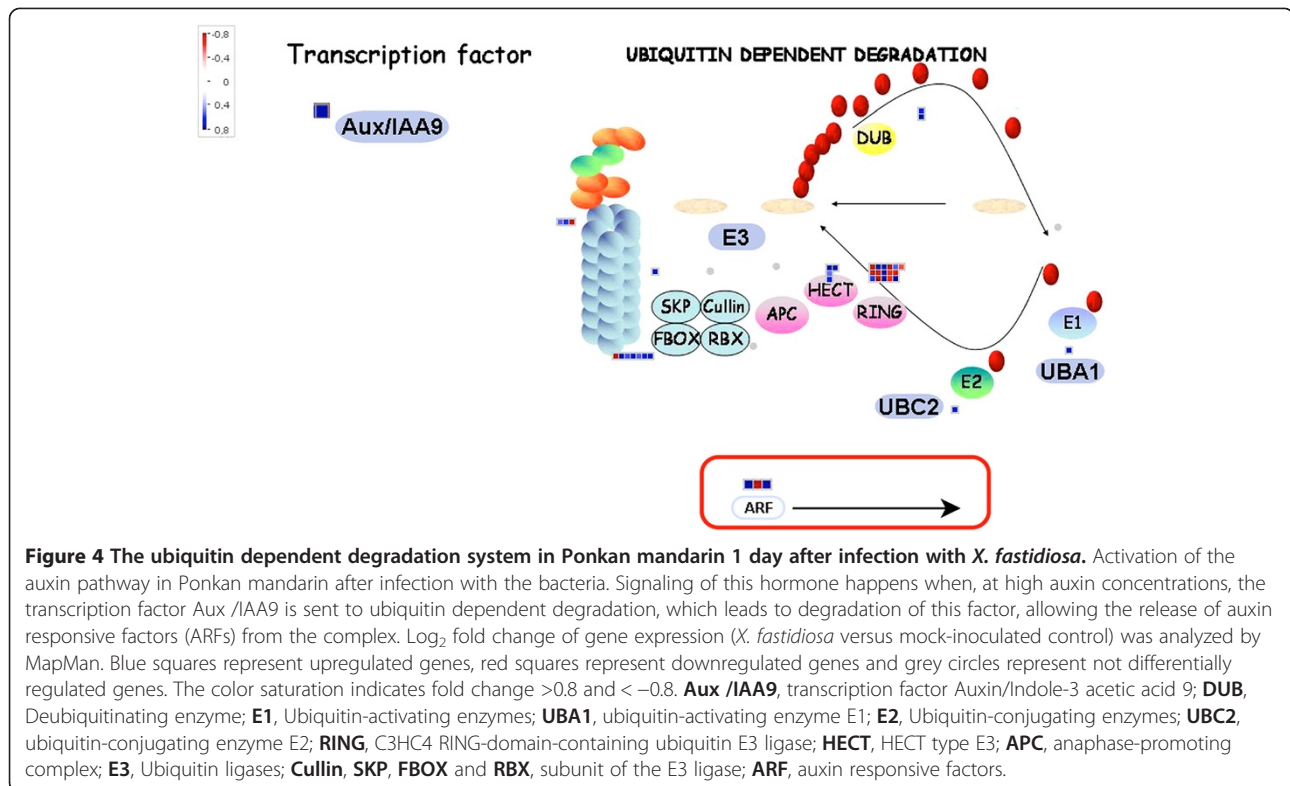 -0.8
-0.4
0
0.4
0.8
Transcription factor
Aux/IAA9
UBIQUITIN DEPENDENT DEGRADATION
DUB
E3
SKP
Cullin
FBOX
RBX
APC
HECT
RING
E1
UBA1
E2
UBC2
ARF
Figure 4 The ubiquitin dependent degradation system in Ponkan mandarin 1 day after infection with X. fastidiosa. Activation of the
auxin pathway in Ponkan mandarin after infection with the bacteria. Signaling of this hormone happens when, at high auxin concentrations, the
transcription factor Aux /IAA9 is sent to ubiquitin dependent degradation, which leads to degradation of this factor, allowing the release of auxin
responsive factors (ARFs) from the complex. Log₂ fold change of gene expression (X. fastidiosa versus mock-inoculated control) was analyzed by
MapMan. Blue squares represent upregulated genes, red squares represent downregulated genes and grey circles represent not differentially
regulated genes. The color saturation indicates fold change >0.8 and < −0.8. Aux /IAA9, transcription factor Auxin/Indole-3 acetic acid 9; DUB,
Deubiquitinating enzyme; E1, Ubiquitin-activating enzymes; UBA1, ubiquitin-activating enzyme E1; E2, Ubiquitin-conjugating enzymes; UBC2,
ubiquitin-conjugating enzyme E2; RING, C3HC4 RING-domain-containing ubiquitin E3 ligase; HECT, HECT type E3; APC, anaphase-promoting
complex; E3, Ubiquitin ligases; Cullin, SKP, FBOX and RBX, subunit of the E3 ligase; ARF, auxin responsive factors.